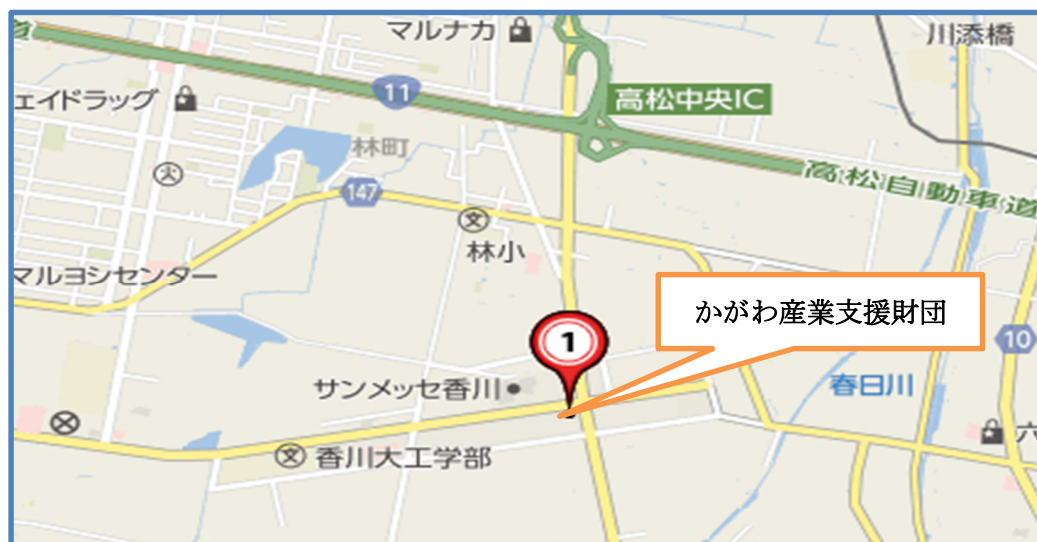 マルナカ
川添橋
道
11
ェイドラッグ
高松中央IC
林町
高松自動車道
147
文
林小
マルヨシセンター
かがわ産業支援財団
1
10
サンメッセ香川
春日川
六
文
香川大工学部